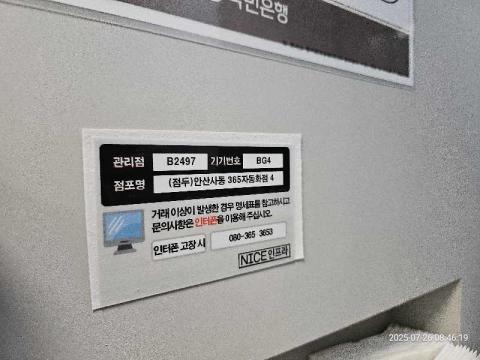 국민은행
관리점 B2497 기기번호 BG4
점포명 (점두)안산사동 365자동화점 4
거래 이상이 발생한 경우 명세표를 참고하시고
문의사항은 인터폰을 이용해 주십시오.
인터폰 고장 시 080-365 3653
NICE인프라
2025-07-26 08:46:19